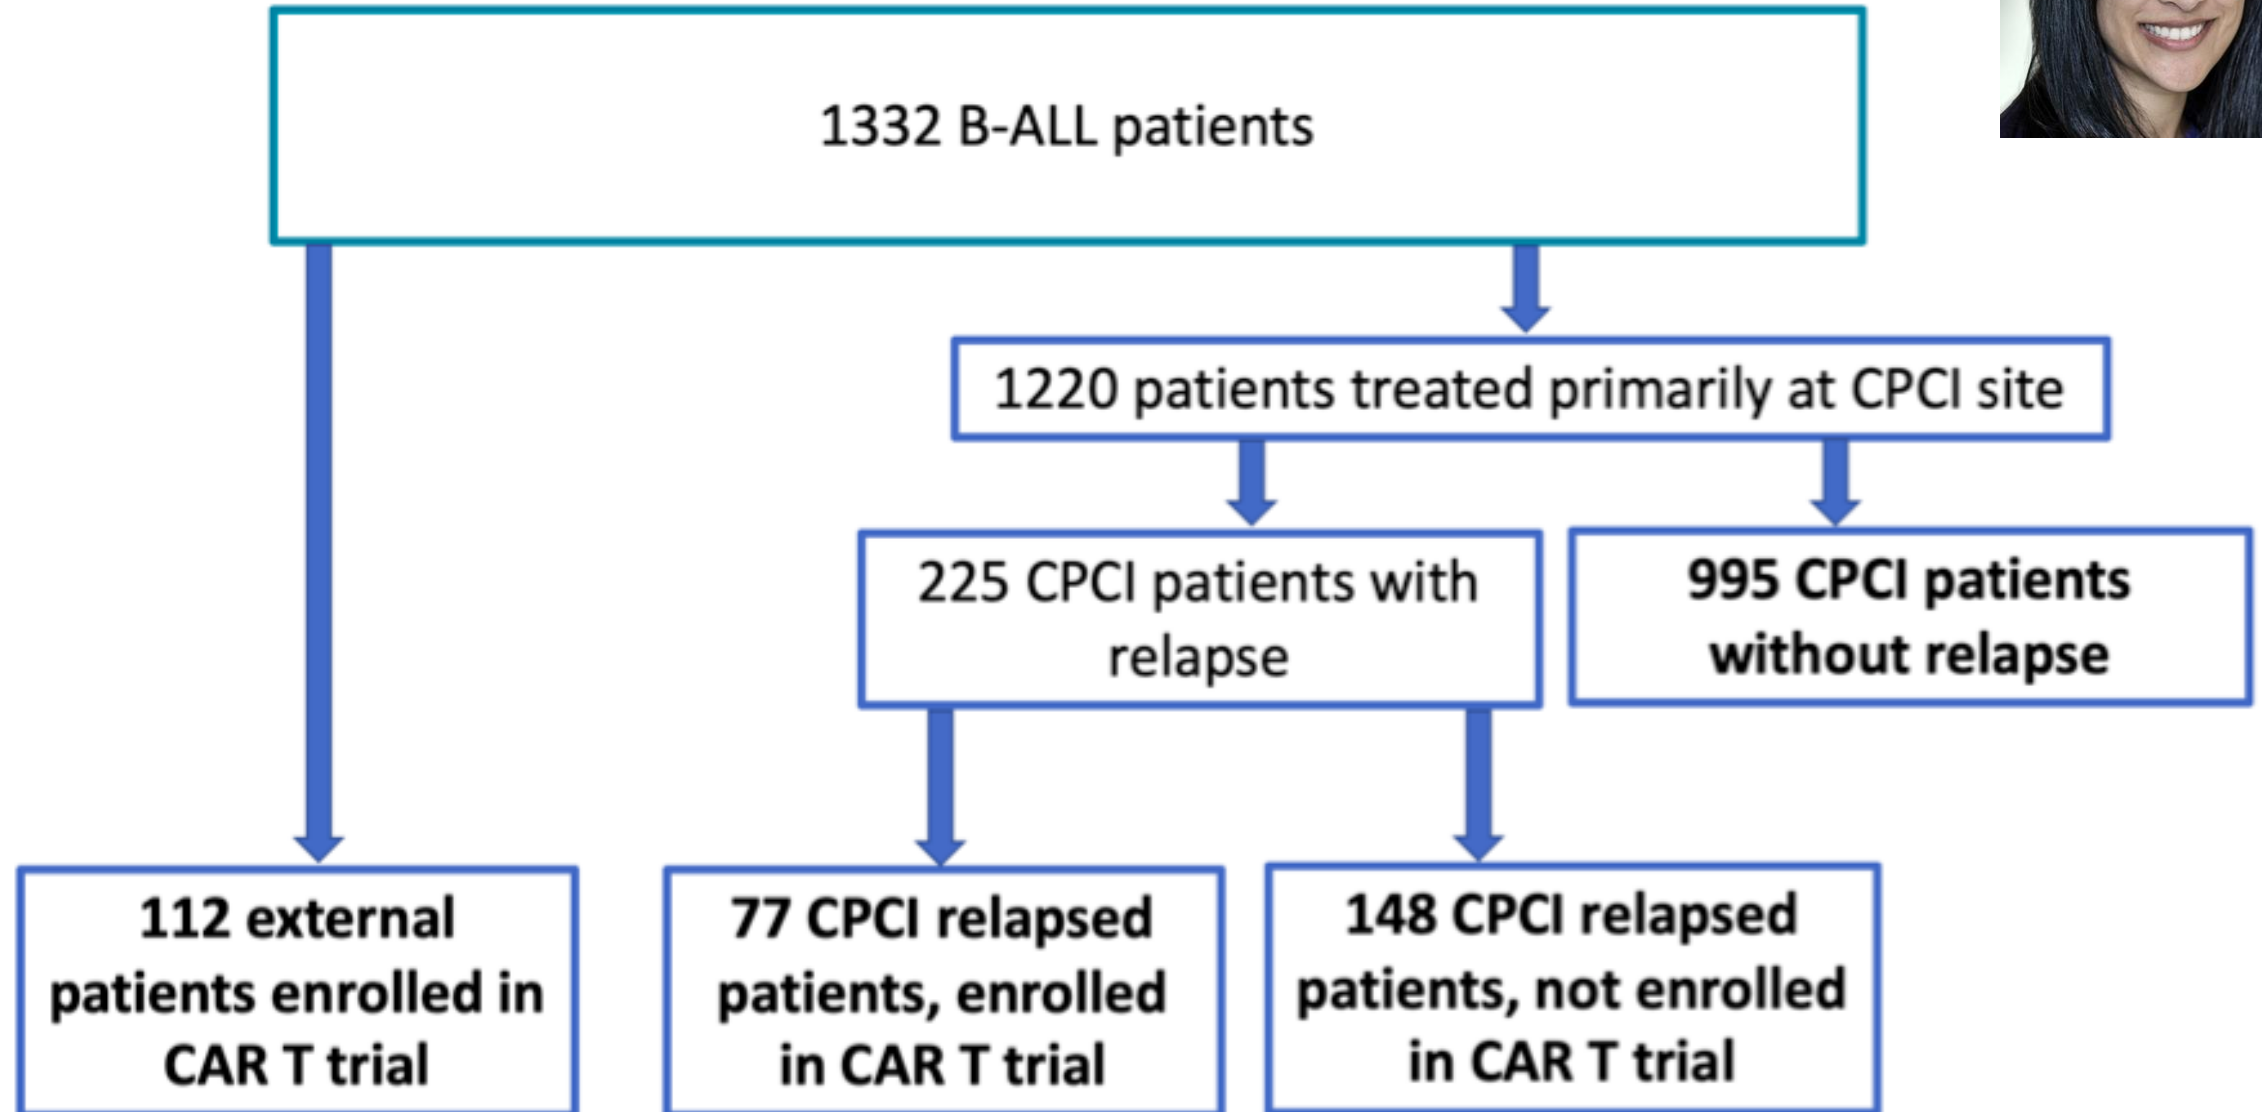 1332 B-ALL patients
1220 patients treated primarily at CPCI site
225 CPCI patients with
relapse
995 CPCI patients
without relapse
112 external
patients enrolled in
CAR T trial
77 CPCI relapsed
patients, enrolled
in CAR T trial
148 CPCI relapsed
patients, not enrolled
in CAR T trial